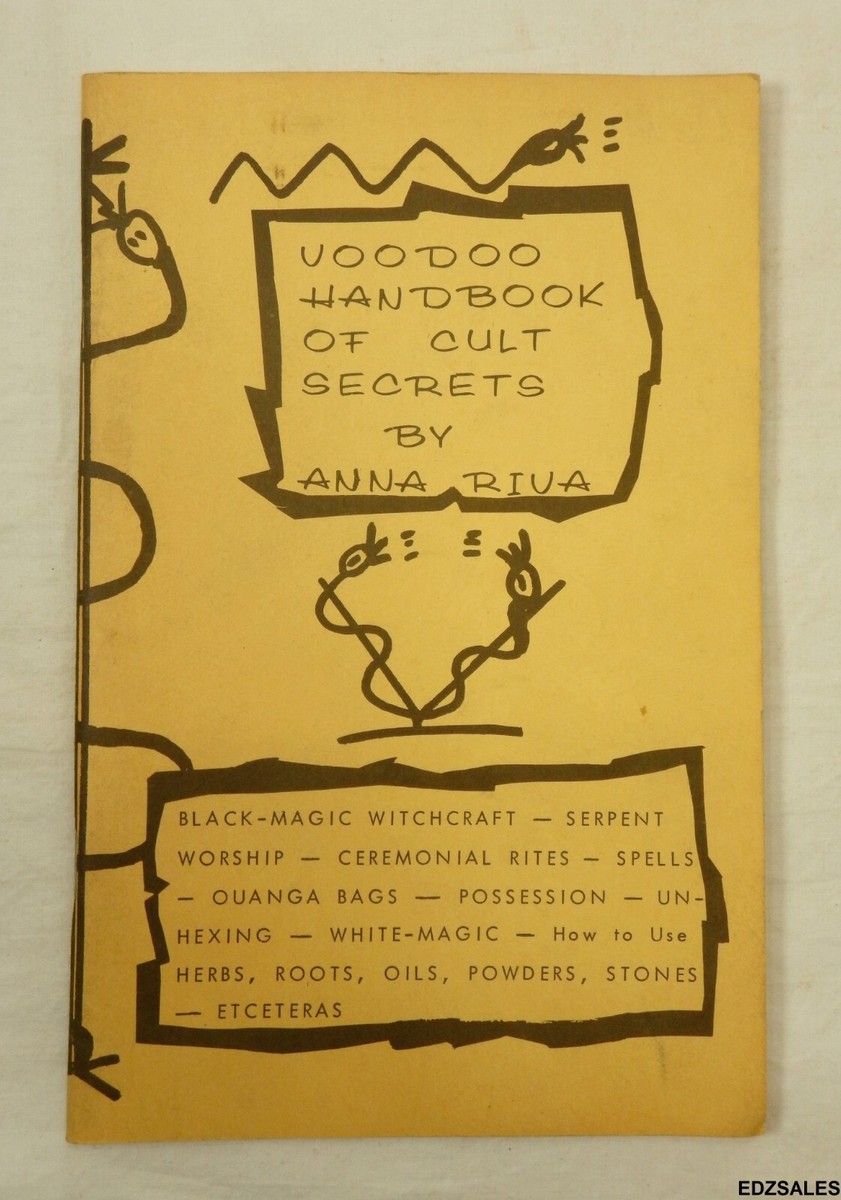 VOODOO
HANDBOOK
OF CULT
SECRETS
BY
ANNA RIVA
BLACK-MAGIC WITCHCRAFT — SERPENT
WORSHIP — CEREMONIAL RITES — SPELLS
— OUANGA BAGS — POSSESSION — UN-
HEXING — WHITE-MAGIC — How to Use
HERBS, ROOTS, OILS, POWDERS, STONES
— ETCETERAS
EDZSALES